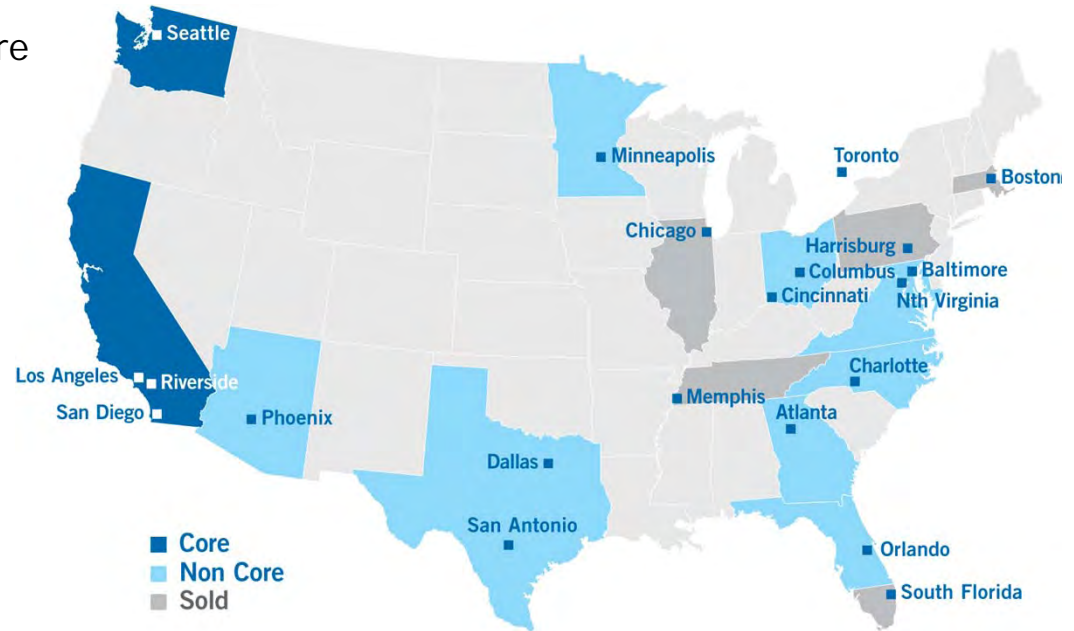 re
Seattle
Minneapolis
Toronto
Boston
Chicago
Harrisburg
Columbus
Baltimore
Cincinnati
Nth Virginia
Los Angeles
Riverside
San Diego
Phoenix
Charlotte
Memphis
Atlanta
Dallas
San Antonio
Orlando
South Florida
Core
Non Core
Sold